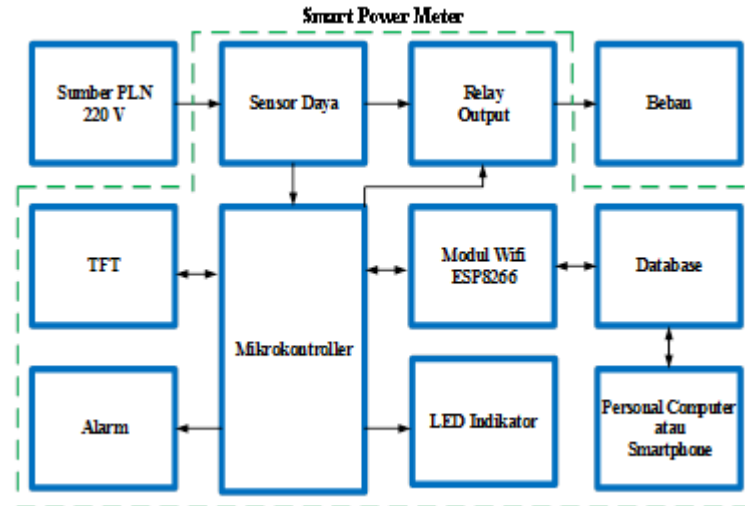 Smart Power Meter
Sumber PLN
220 V
Sensor Daya
Relay
Output
Beban
TFT
Mikrokontroller
Modul Wifi
ESP8266
Database
Alarm
LED Indikator
Personal Computer
atau
Smartphone